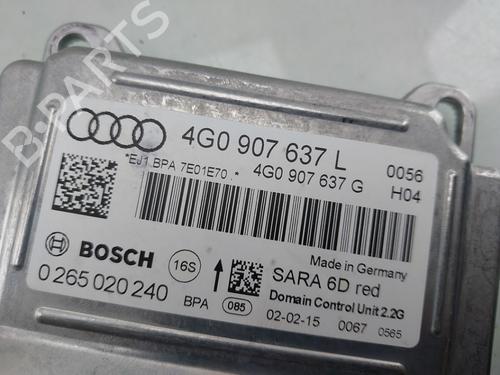 B-PARTS
4G0 907 637 L
*EJ1.BPA 7E01E70 .* 4G0 907 637 G
0056
H04
Made in Germany
BOSCH
16S
SARA 6D red
Domain Control Unit 2.2G
0 265 020 240
BPA
085
02-02-15 0067 0565